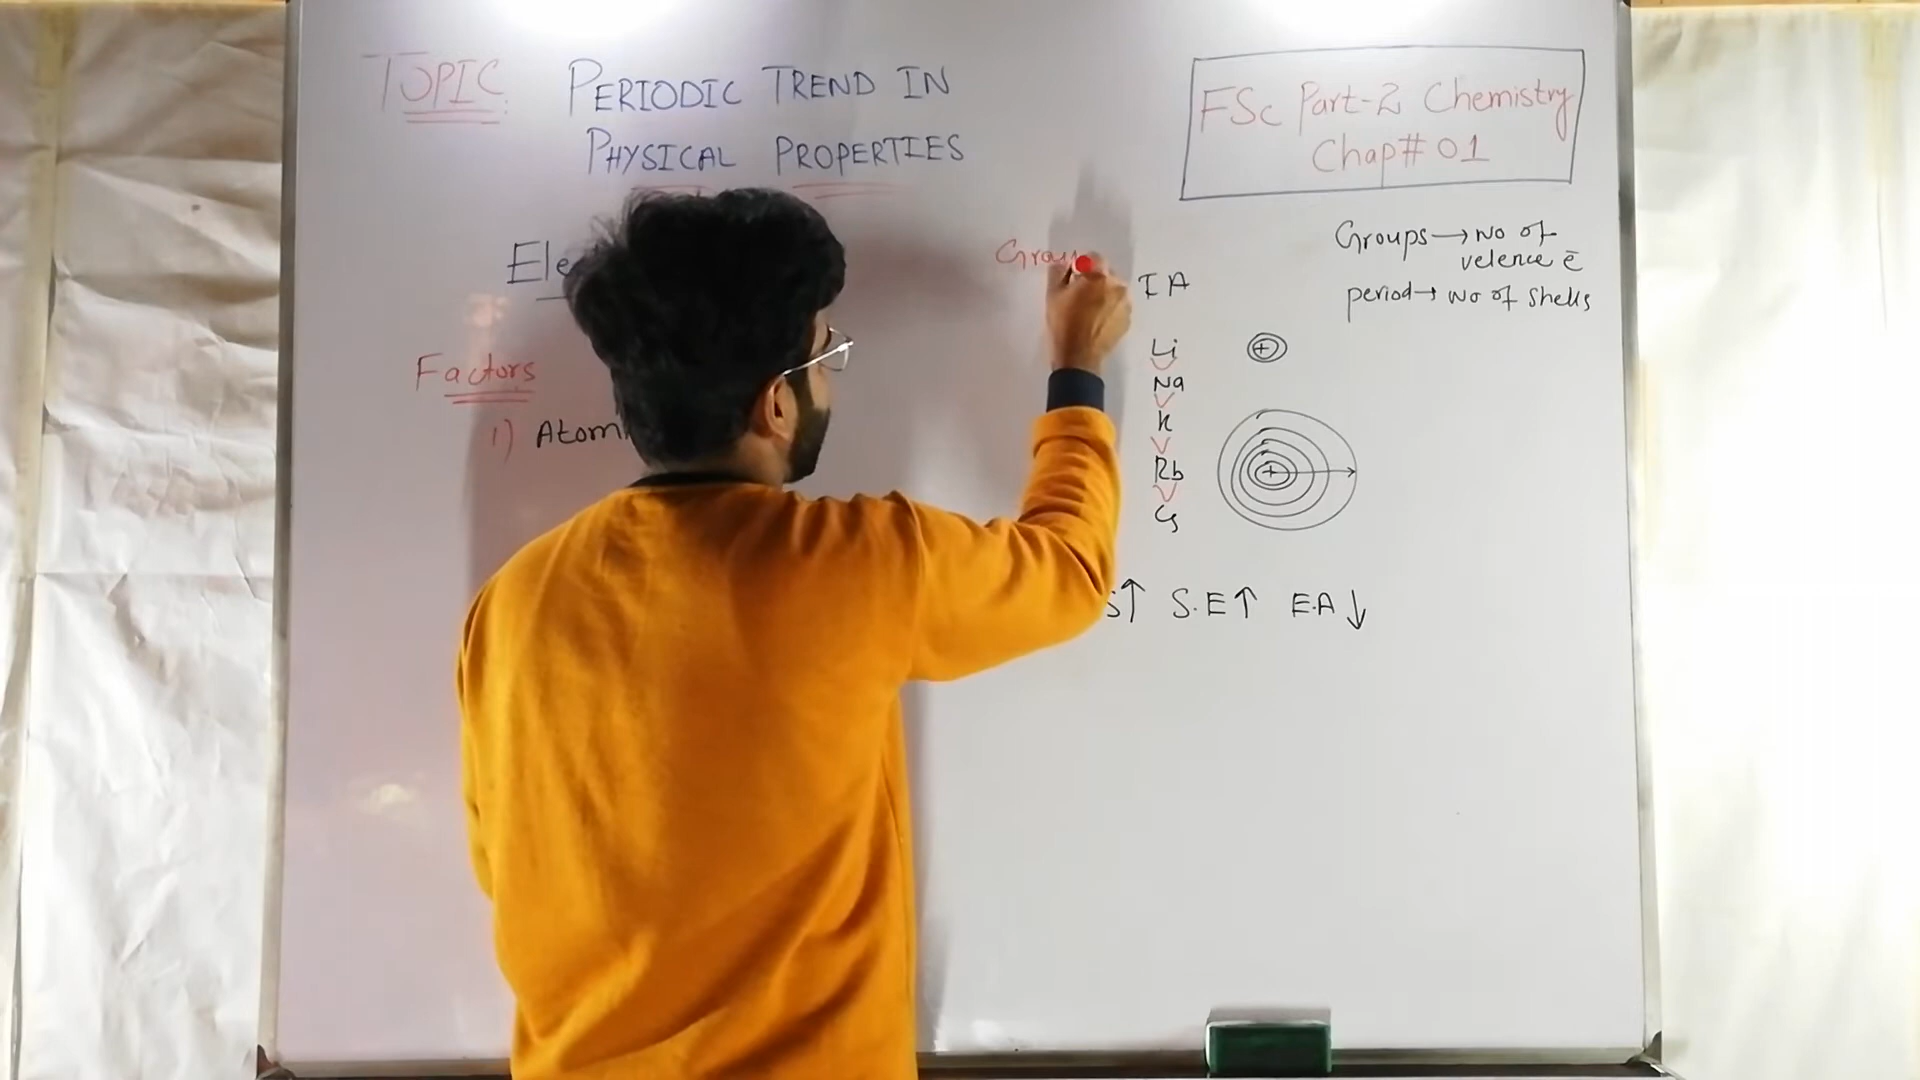 TOPIC: PERIODIC TREND IN
PHYSICAL PROPERTIES
FSc Part-2 Chemistry
Chap# 01
Groups → No of
velence ē
period → No of Shells
Group
I A
Factors
1)
Li
Na
K
Rb
Cs
+
+
S↑ S.E↑ E.A↓